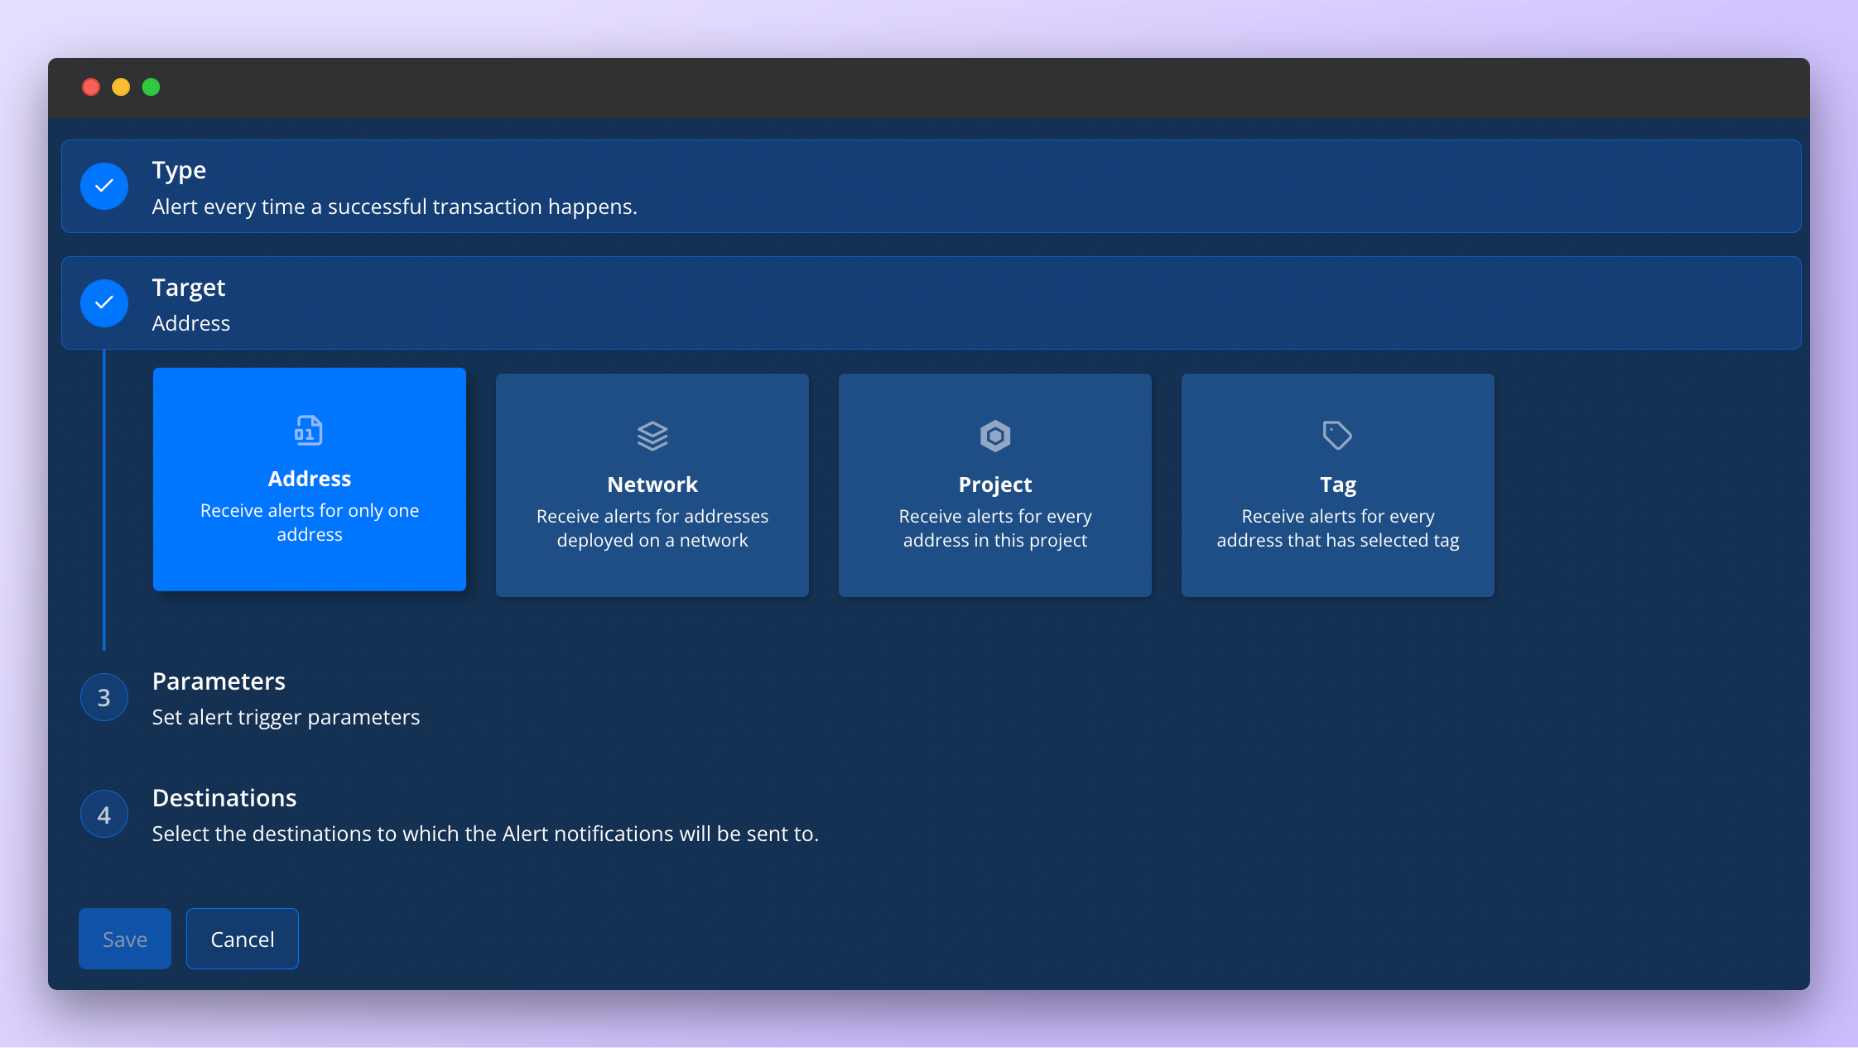 Type
Alert every time a successful transaction happens.
Target
Address
01
Address
Receive alerts for only one
address
Network
Receive alerts for addresses
deployed on a network
Project
Receive alerts for every
address in this project
Tag
Receive alerts for every
address that has selected tag
3
Parameters
Set alert trigger parameters
4
Destinations
Select the destinations to which the Alert notifications will be sent to.
Save
Cancel